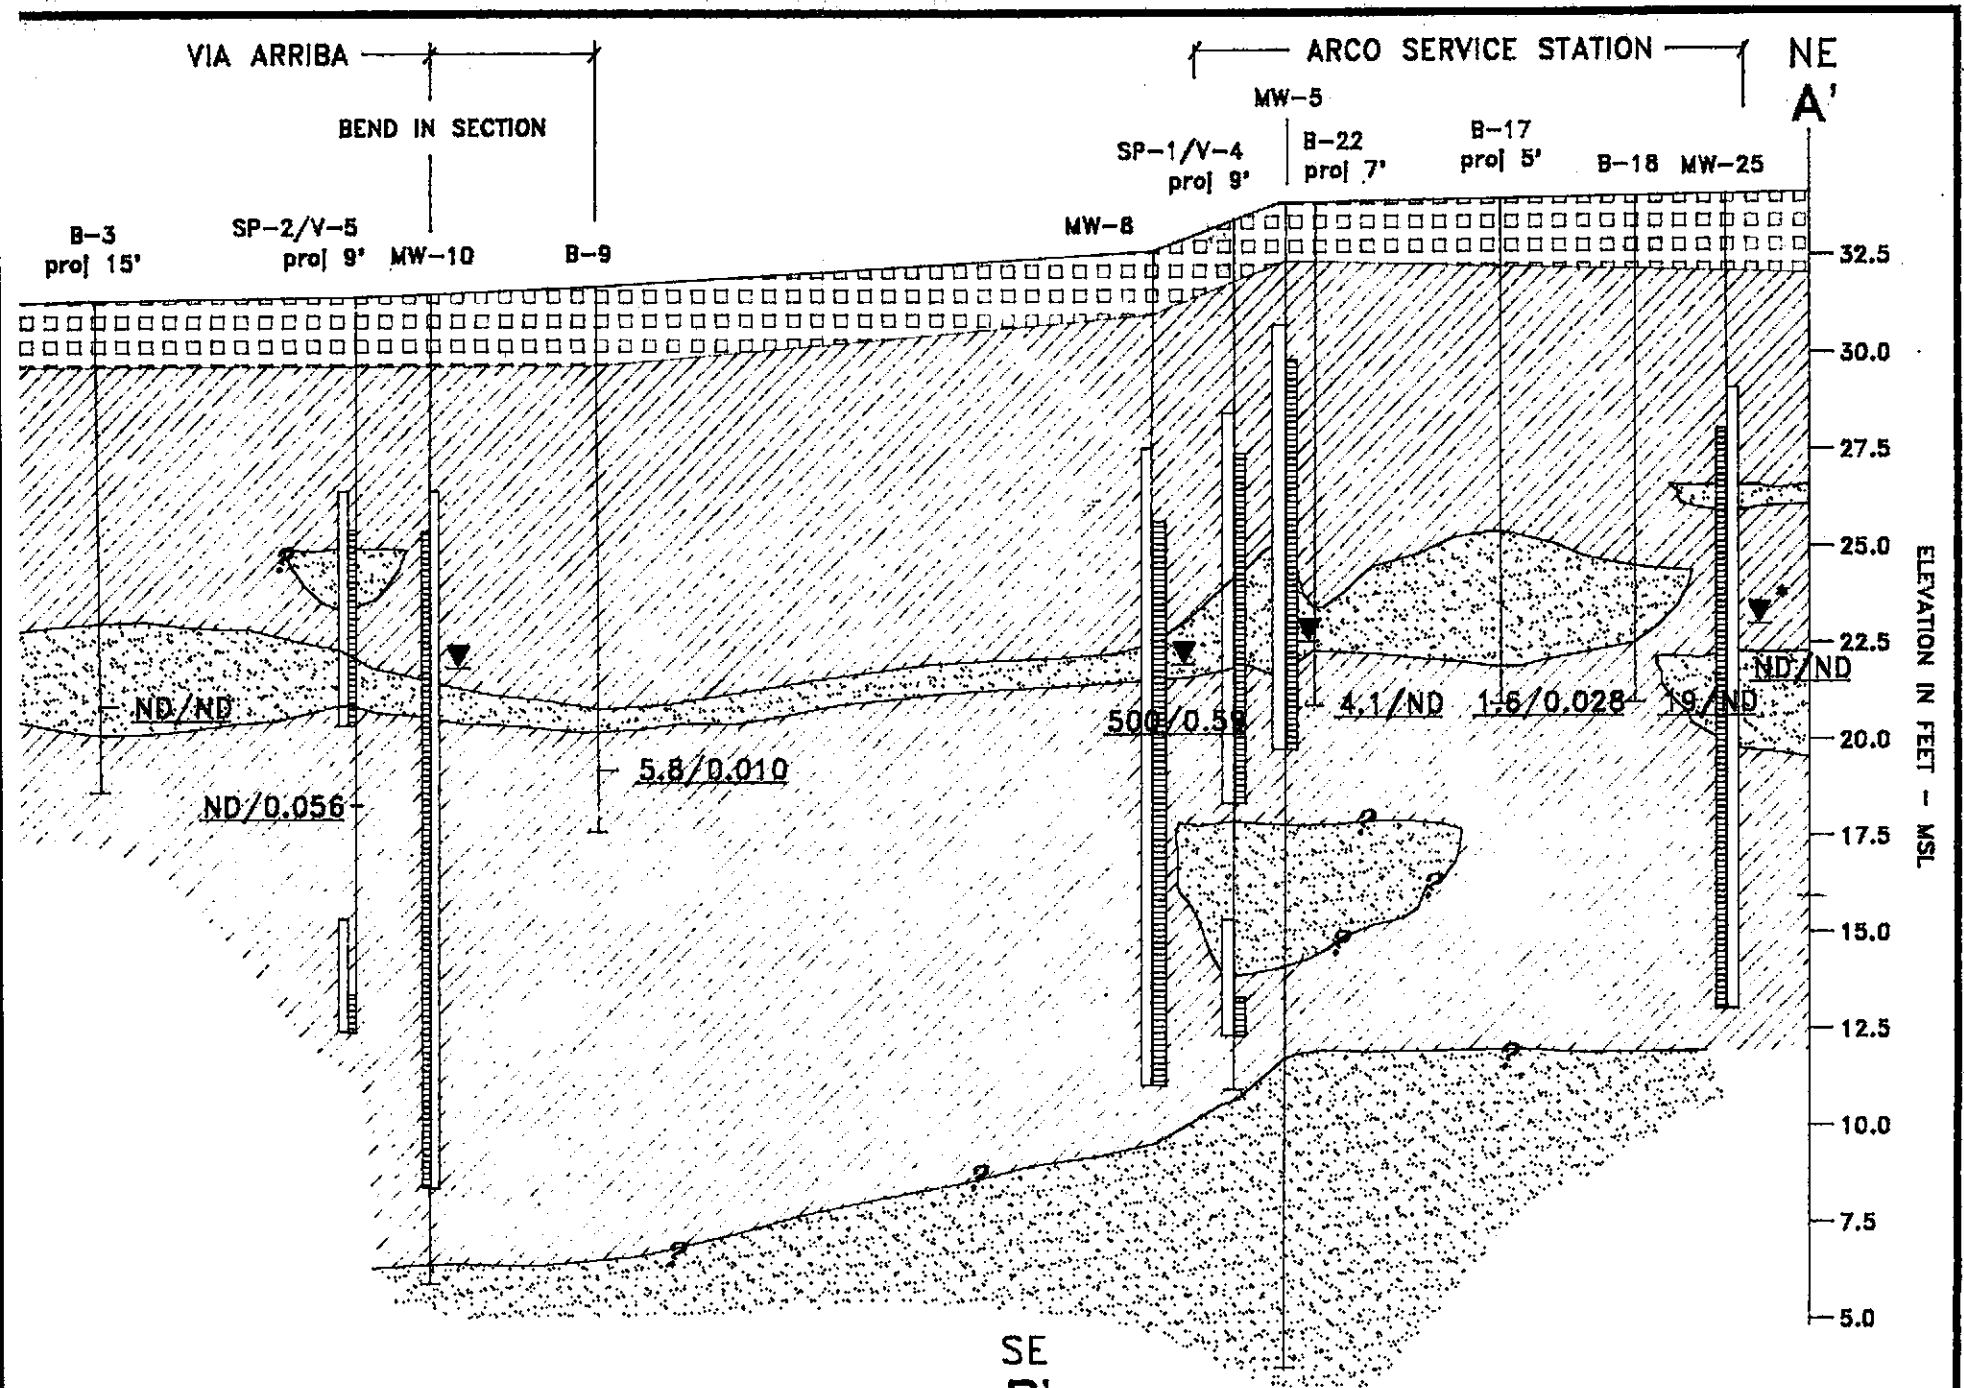 VIA ARRIBA
ARCO SERVICE STATION
NE
A'
BEND IN SECTION
MW-5
SP-1/V-4
proj 9'
B-22
proj 7'
B-17
proj 5'
B-18
MW-25
B-3
proj 15'
SP-2/V-5
proj 9'
MW-10
B-9
MW-8
32.5
30.0
27.5
25.0
22.5
20.0
17.5
15.0
12.5
10.0
7.5
5.0
ELEVATION IN FEET - MSL
?
*
ND/ND
ND/0.056
5.8/0.010
500/0.59
4.1/ND
1.6/0.028
19/ND
ND/ND
?
?
?
?
?
?
SE